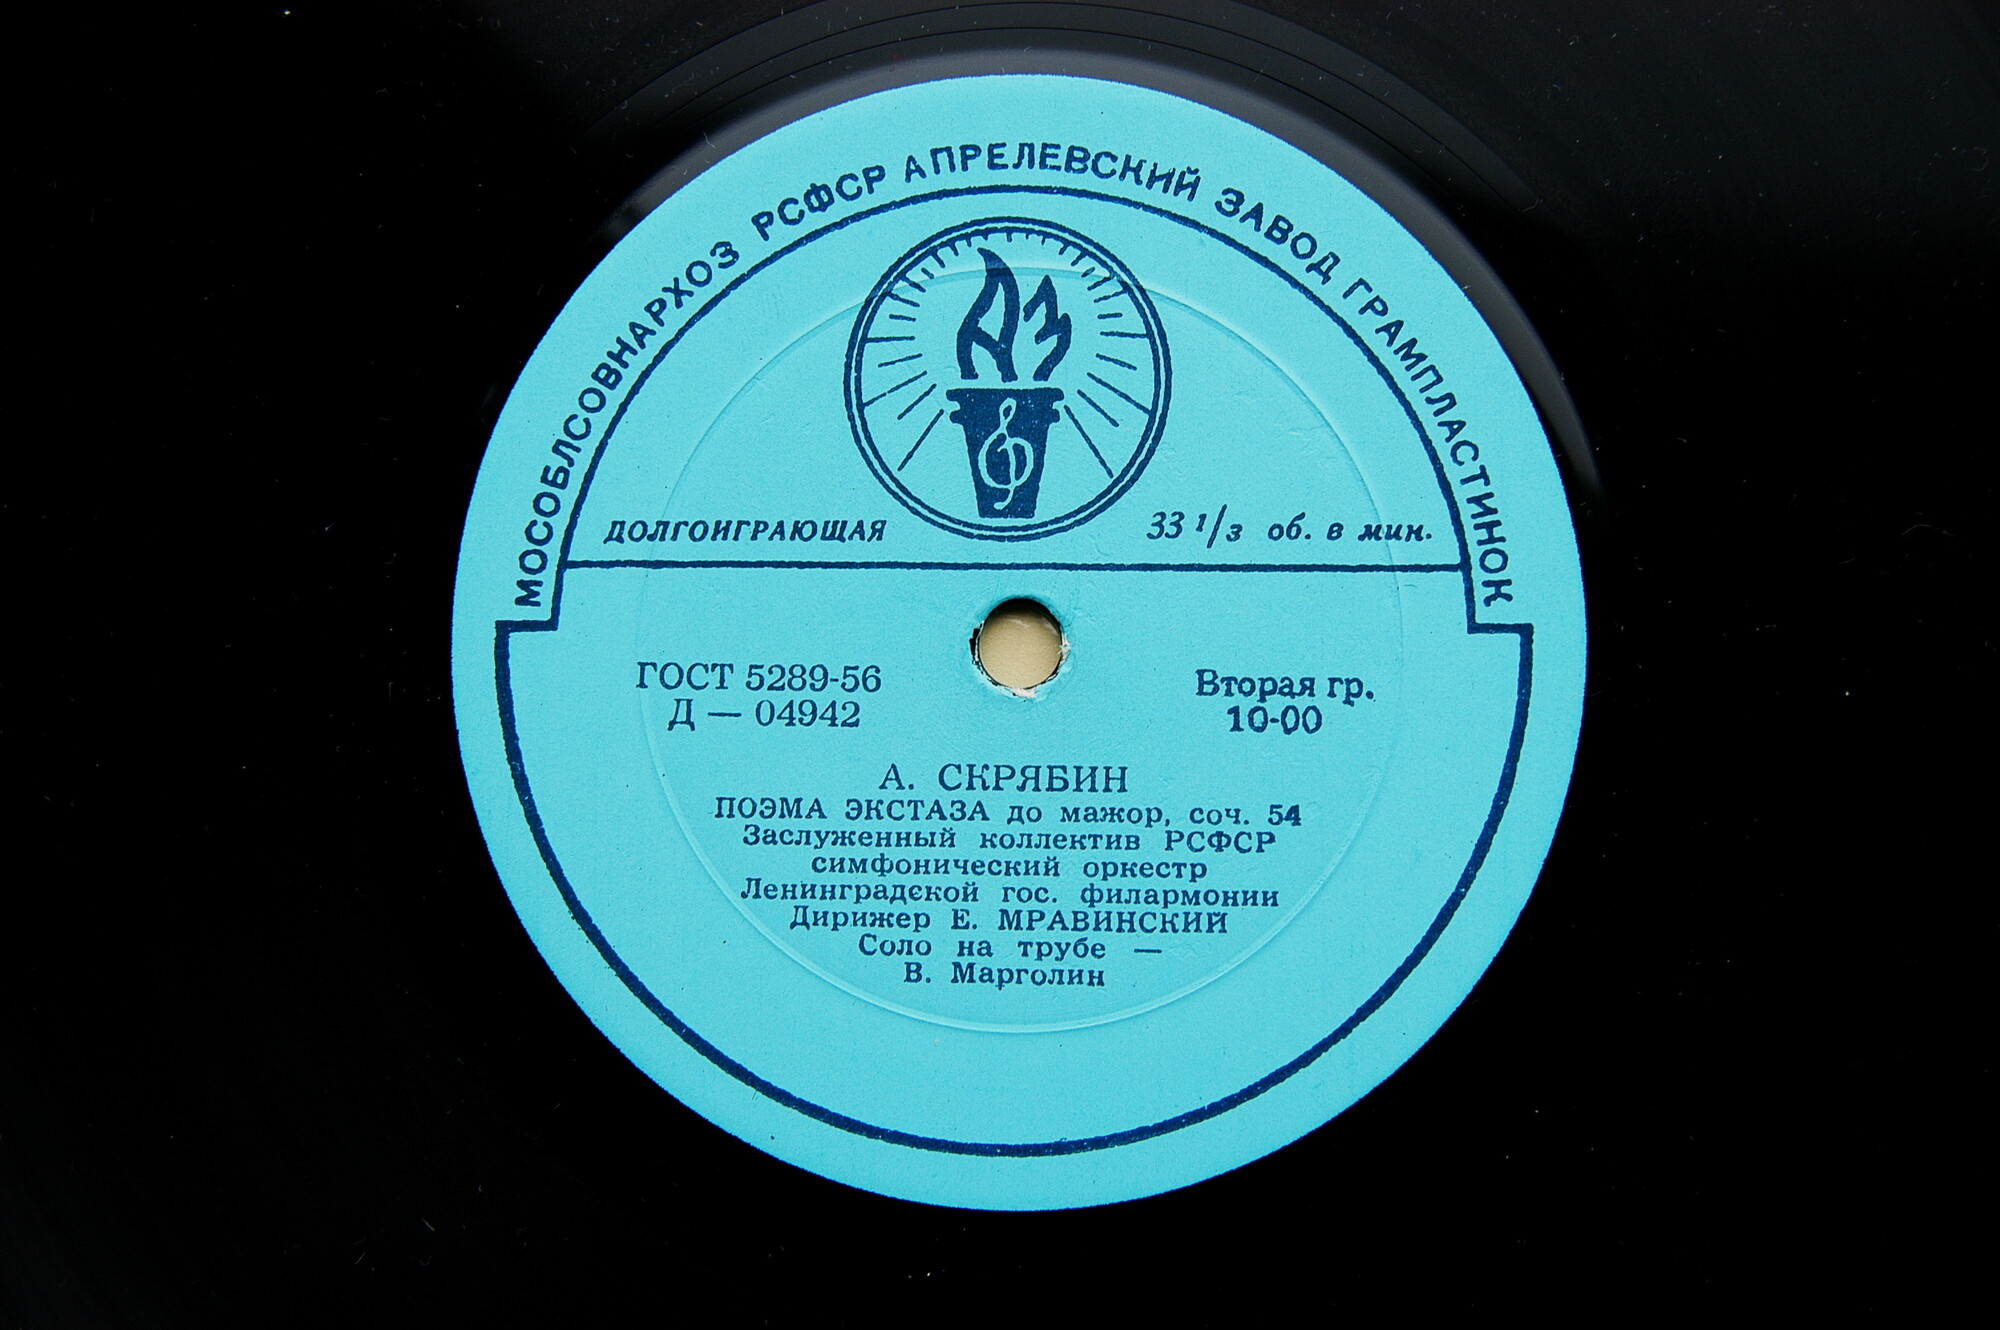 МОСОБЛСОВНАРХОЗ РСФСР АПРЕЛЕВСКИЙ ЗАВОД ГРАМПЛАСТИНОК
АЗ
ДОЛГОИГРАЮЩАЯ 33 1/3 об. в мин.
ГОСТ 5289-56 Вторая гр.
Д — 04942 10-00
А. СКРЯБИН
ПОЭМА ЭКСТАЗА до мажор, соч. 54
Заслуженный коллектив РСФСР
симфонический оркестр
Ленинградской гос. филармонии
Дирижер Е. МРАВИНСКИЙ
Соло на трубе —
В. Марголин